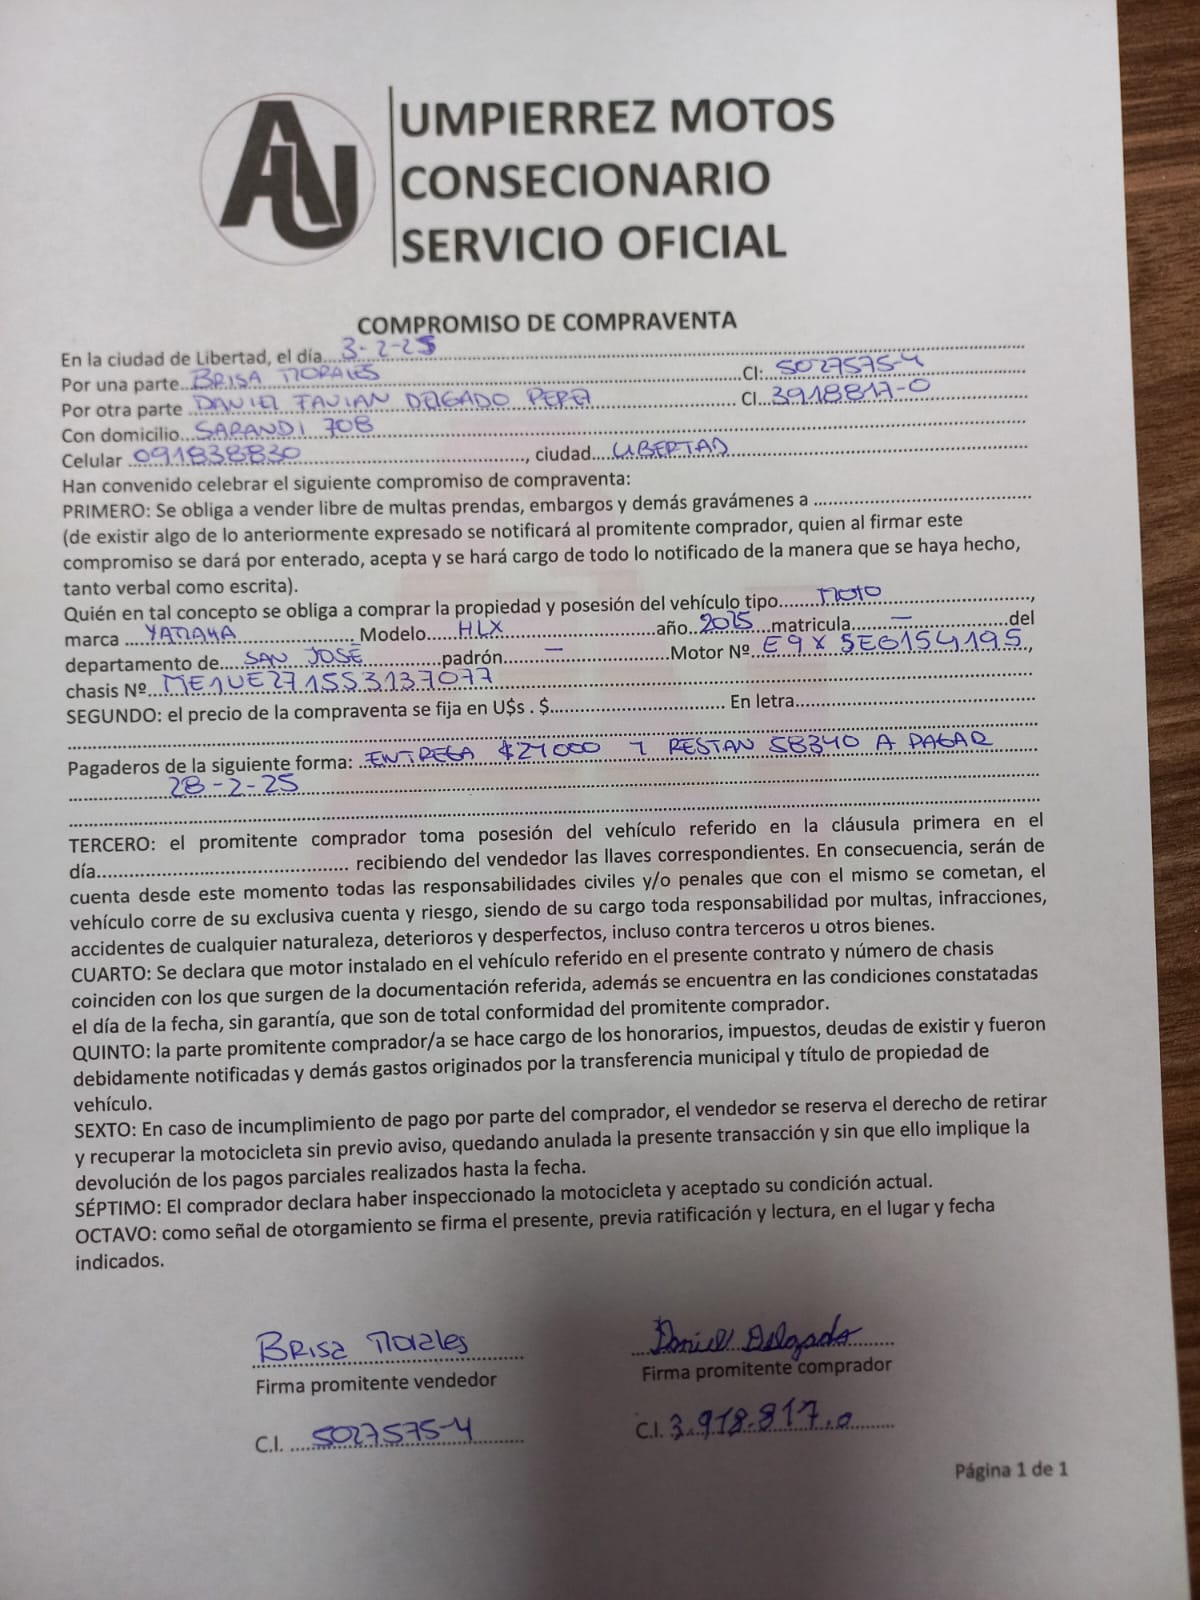 AU
UMPIERREZ MOTOS
CONSECIONARIO
SERVICIO OFICIAL
COMPROMISO DE COMPRAVENTA
En la ciudad de Libertad, el día...3-2-25
Por una parte...BRISA MORALES...CI: 5027575-4
Por otra parte ...DANIEL FAVIAN DELGADO PEREZ... CI...3918817-0
Con domicilio...SARANDI 708
Celular ...091838830..., ciudad....LIBERTAD
Han convenido celebrar el siguiente compromiso de compraventa:
PRIMERO: Se obliga a vender libre de multas prendas, embargos y demás gravámenes a ...
(de existir algo de lo anteriormente expresado se notificará al promitente comprador, quien al firmar este
compromiso se dará por enterado, acepta y se hará cargo de todo lo notificado de la manera que se haya hecho,
tanto verbal como escrita).
Quién en tal concepto se obliga a comprar la propiedad y posesión del vehículo tipo...MOTO...,
marca ...YAMAHA... Modelo...HLX...año...2025...matricula...—...del
departamento de...SAN JOSÉ...padrón...—...Motor Nº...E9X5E6154195...,
chasis Nº...ME1UE2715S3137077
SEGUNDO: el precio de la compraventa se fija en U$s . $... En letra...
Pagaderos de la siguiente forma: ...ENTREGA $21000 Y RESTAN 58340 A PAGAR
28-2-25
TERCERO: el promitente comprador toma posesión del vehículo referido en la cláusula primera en el
día... recibiendo del vendedor las llaves correspondientes. En consecuencia, serán de
cuenta desde este momento todas las responsabilidades civiles y/o penales que con el mismo se cometan, el
vehículo corre de su exclusiva cuenta y riesgo, siendo de su cargo toda responsabilidad por multas, infracciones,
accidentes de cualquier naturaleza, deterioros y desperfectos, incluso contra terceros u otros bienes.
CUARTO: Se declara que motor instalado en el vehículo referido en el presente contrato y número de chasis
coinciden con los que surgen de la documentación referida, además se encuentra en las condiciones constatadas
el día de la fecha, sin garantía, que son de total conformidad del promitente comprador.
QUINTO: la parte promitente comprador/a se hace cargo de los honorarios, impuestos, deudas de existir y fueron
debidamente notificadas y demás gastos originados por la transferencia municipal y título de propiedad de
vehículo.
SEXTO: En caso de incumplimiento de pago por parte del comprador, el vendedor se reserva el derecho de retirar
y recuperar la motocicleta sin previo aviso, quedando anulada la presente transacción y sin que ello implique la
devolución de los pagos parciales realizados hasta la fecha.
SÉPTIMO: El comprador declara haber inspeccionado la motocicleta y aceptado su condición actual.
OCTAVO: como señal de otorgamiento se firma el presente, previa ratificación y lectura, en el lugar y fecha
indicados.
Brisa Morales Daniel Delgado
Firma promitente vendedor Firma promitente comprador
C.I. ...5027575-4 C.I. 3.918.817.0
Página 1 de 1